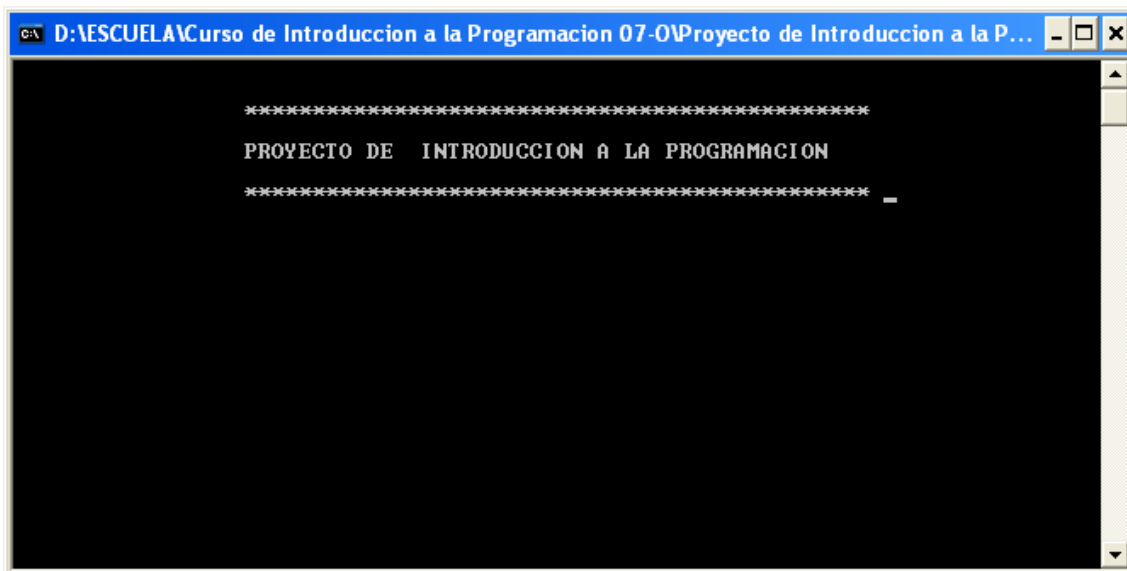 D:\ESCUELA\Curso de Introduccion a la Programacion 07-O\Proyecto de Introduccion a la P...
**********************************************
PROYECTO DE  INTRODUCCION A LA PROGRAMACION
********************************************** _